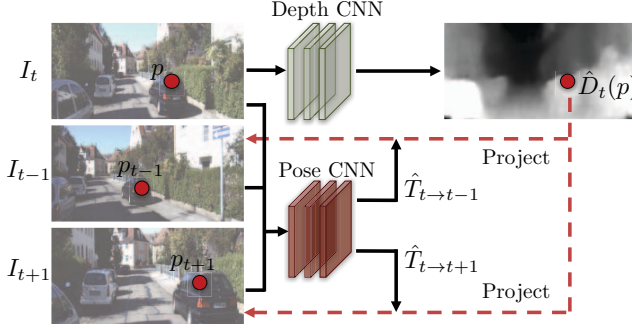 Depth CNN
I_t
p
D̂_t(p)
I_{t-1}
p_{t-1}
Project
Pose CNN
T̂_{t→t-1}
I_{t+1}
p_{t+1}
T̂_{t→t+1}
Project